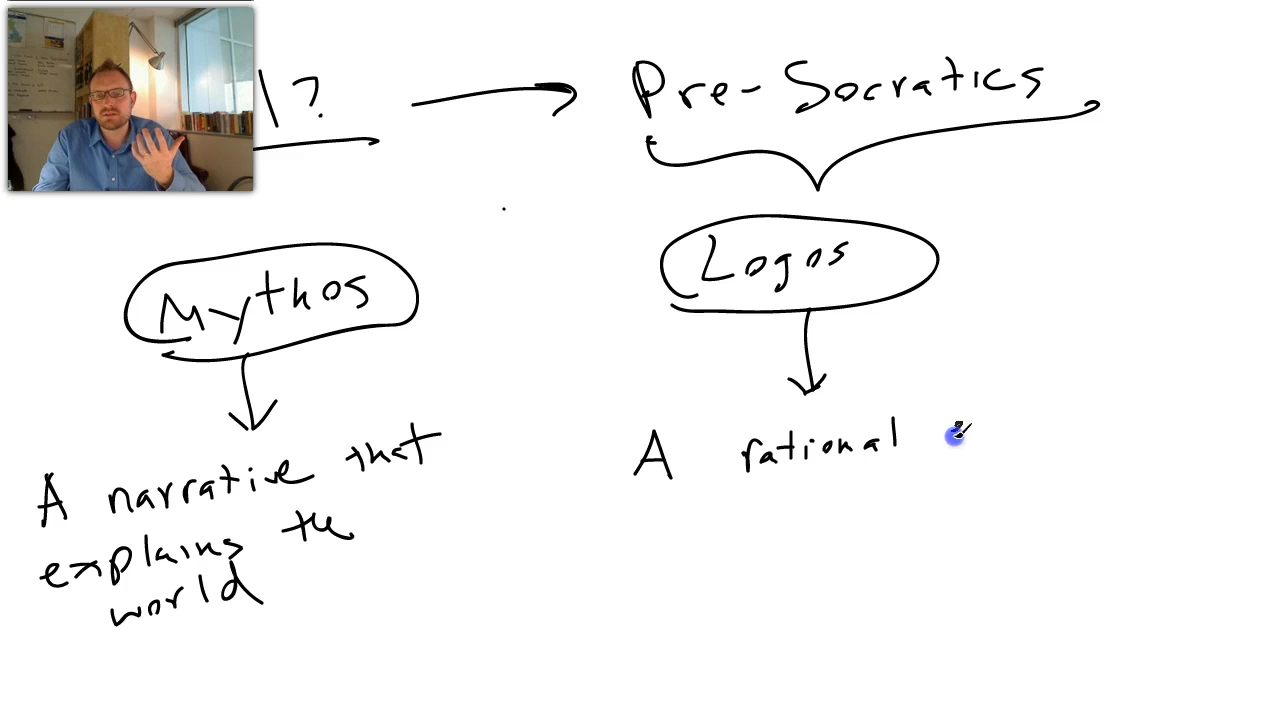 ? Pre-Socratics
Mythos
Logos
A narrative that
explains the
world
A rational